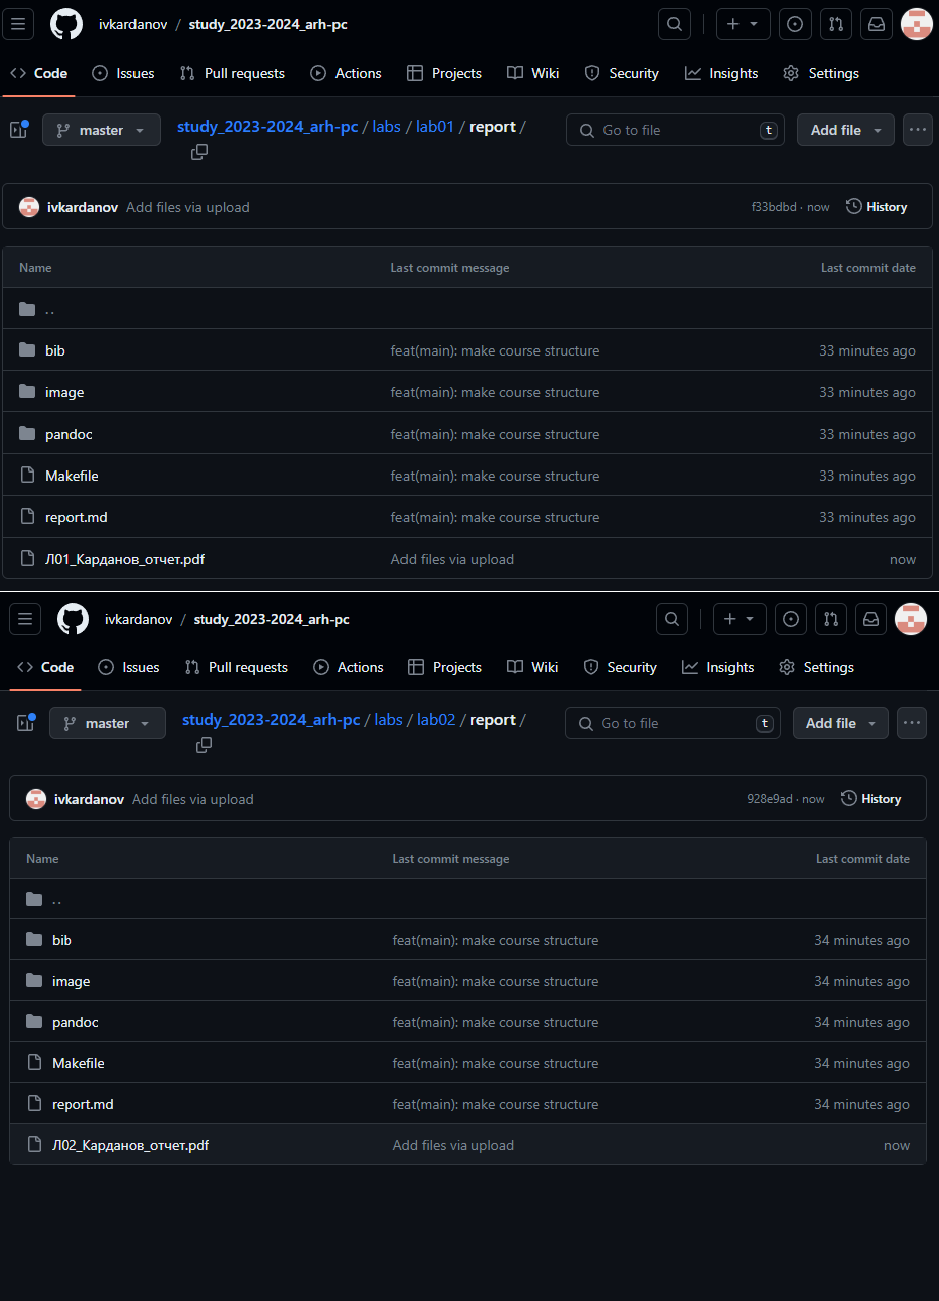 ivkardanov / study_2023-2024_arh-pc
Code Issues Pull requests Actions Projects Wiki Security Insights Settings
master study_2023-2024_arh-pc / labs / lab01 / report / Go to file t Add file ...
ivkardanov Add files via upload f33bdbd · now History
Name Last commit message Last commit date
..
bib feat(main): make course structure 33 minutes ago
image feat(main): make course structure 33 minutes ago
pandoc feat(main): make course structure 33 minutes ago
Makefile feat(main): make course structure 33 minutes ago
report.md feat(main): make course structure 33 minutes ago
Л01_Карданов_отчет.pdf Add files via upload now
ivkardanov / study_2023-2024_arh-pc
Code Issues Pull requests Actions Projects Wiki Security Insights Settings
master study_2023-2024_arh-pc / labs / lab02 / report / Go to file t Add file ...
ivkardanov Add files via upload 928e9ad · now History
Name Last commit message Last commit date
..
bib feat(main): make course structure 34 minutes ago
image feat(main): make course structure 34 minutes ago
pandoc feat(main): make course structure 34 minutes ago
Makefile feat(main): make course structure 34 minutes ago
report.md feat(main): make course structure 34 minutes ago
Л02_Карданов_отчет.pdf Add files via upload now